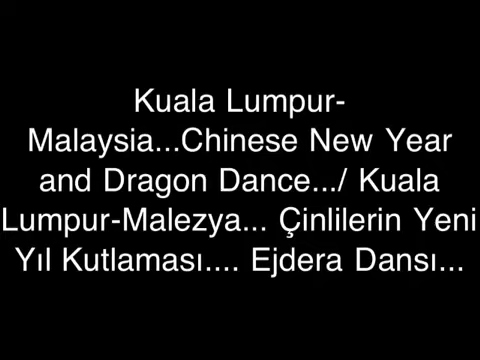 Kuala Lumpur-
Malaysia...Chinese New Year
and Dragon Dance.../ Kuala
Lumpur-Malezya... Çinlilerin Yeni
Yıl Kutlaması.... Ejdera Dansı...